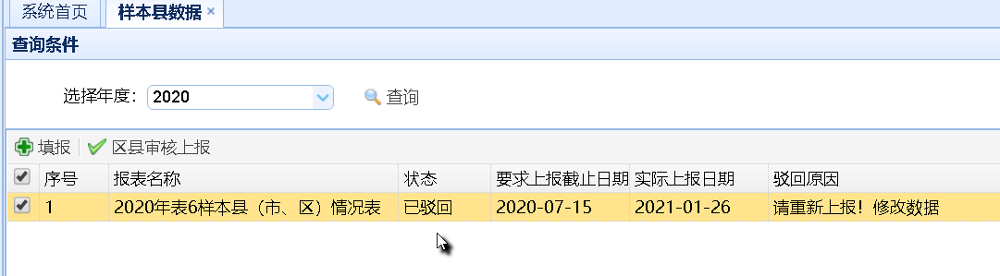 系统首页 样本县数据 ×
查询条件
选择年度： 2020 查询
填报 区县审核上报
序号 报表名称 状态 要求上报截止日期 实际上报日期 驳回原因
1 2020年表6样本县（市、区）情况表 已驳回 2020-07-15 2021-01-26 请重新上报！修改数据